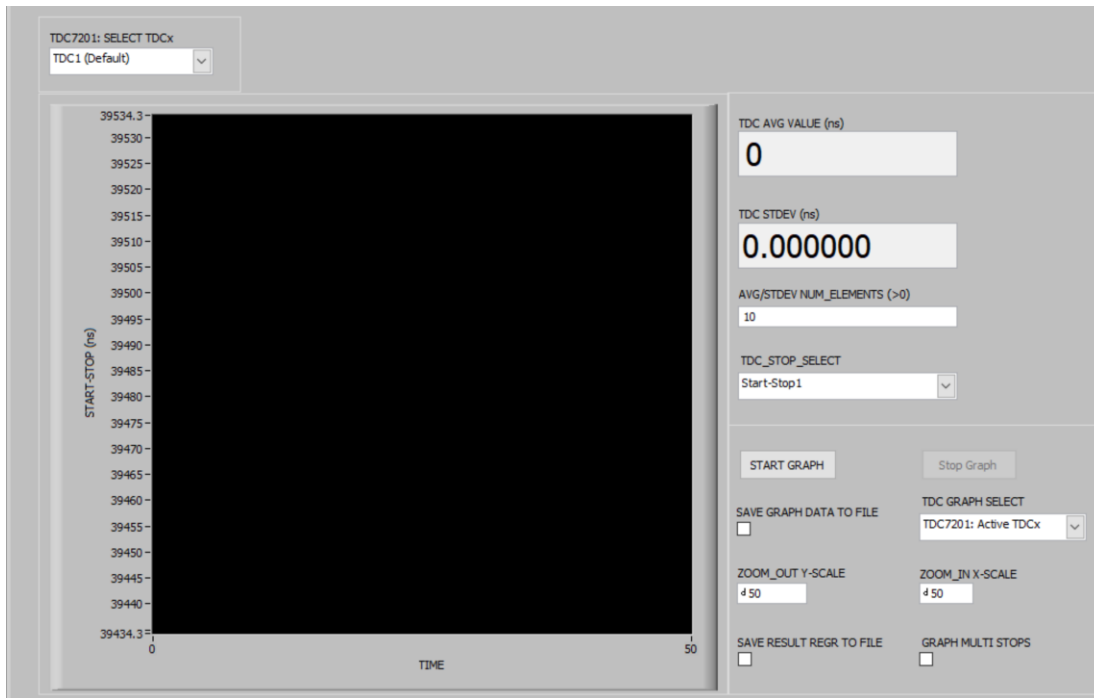 TDC7201: SELECT TDCx
TDC1 (Default)
39534.3
39530
39525
39520
39515
39510
39505
39500
39495
39490
39485
39480
39475
39470
39465
39460
39455
39450
39445
39440
39434.3
START-STOP (ns)
0
50
TIME
TDC AVG VALUE (ns)
0
TDC STDEV (ns)
0.000000
AVG/STDEV NUM_ELEMENTS (>0)
10
TDC_STOP_SELECT
Start-Stop1
START GRAPH
Stop Graph
SAVE GRAPH DATA TO FILE
TDC GRAPH SELECT
TDC7201: Active TDCx
ZOOM_OUT Y-SCALE
d 50
ZOOM_IN X-SCALE
d 50
SAVE RESULT REGR TO FILE
GRAPH MULTI STOPS